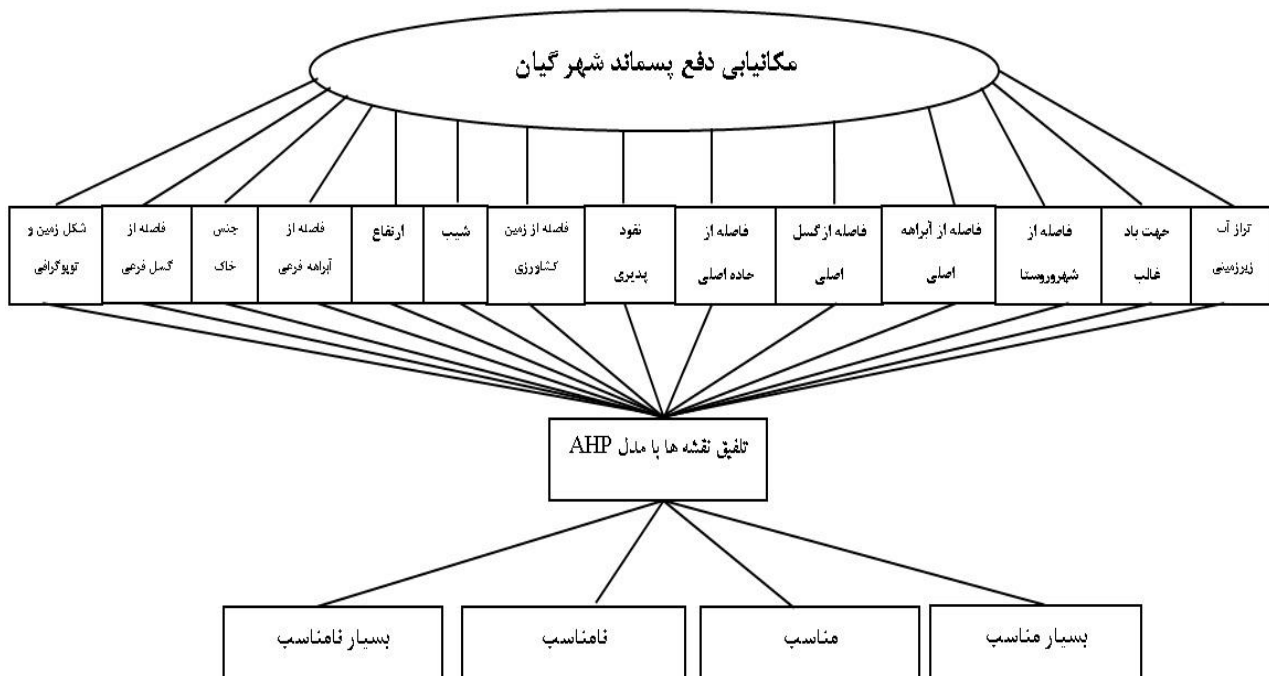 مکانیابی دفع پسماند شهر گیان
تراز آب
زیرزمینی
جهت باد
غالب
فاصله از
شهروروستا
فاصله از آبراهه
اصلی
فاصله از گسل
اصلی
فاصله از
جاده اصلی
نفوذ
پذیری
فاصله از زمین
کشاورزی
شیب
ارتفاع
فاصله از
آبراهه فرعی
جنس
خاک
فاصله از
گسل فرعی
شکل زمین و
توپوگرافی
تلفیق نقشه ها با مدل AHP
بسیار مناسب
مناسب
نامناسب
بسیار نامناسب